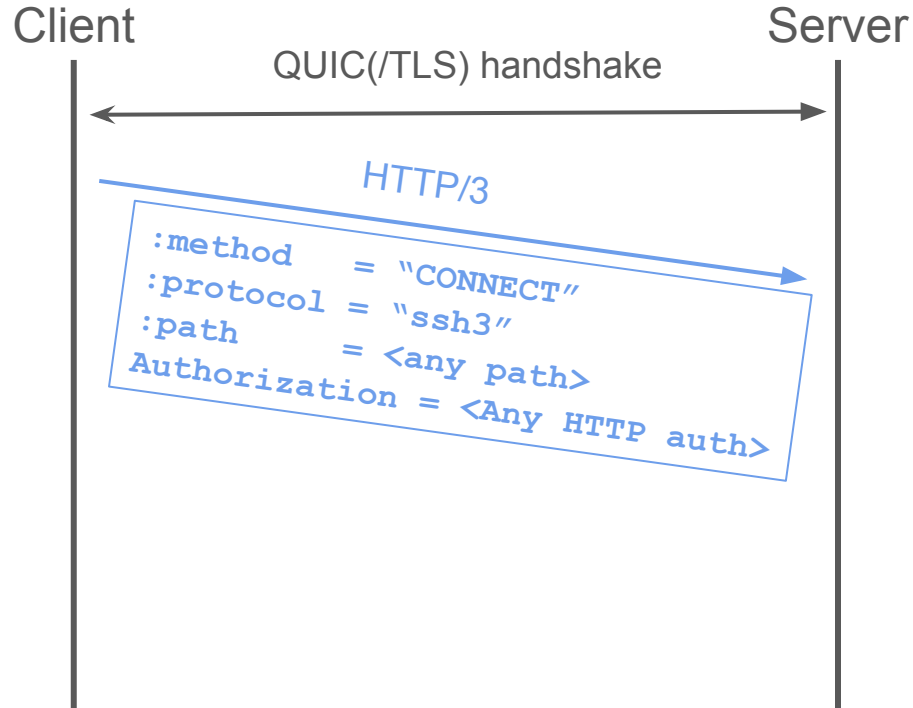 Client
Server
QUIC(/TLS) handshake
HTTP/3
:method = “CONNECT”
:protocol = “ssh3”
:path = <any path>
Authorization = <Any HTTP auth>